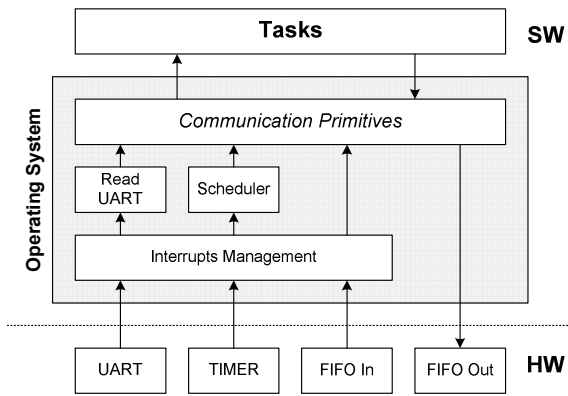 Tasks
SW
Operating System
Communication Primitives
Read
UART
Scheduler
Interrupts Management
UART
TIMER
FIFO In
FIFO Out
HW